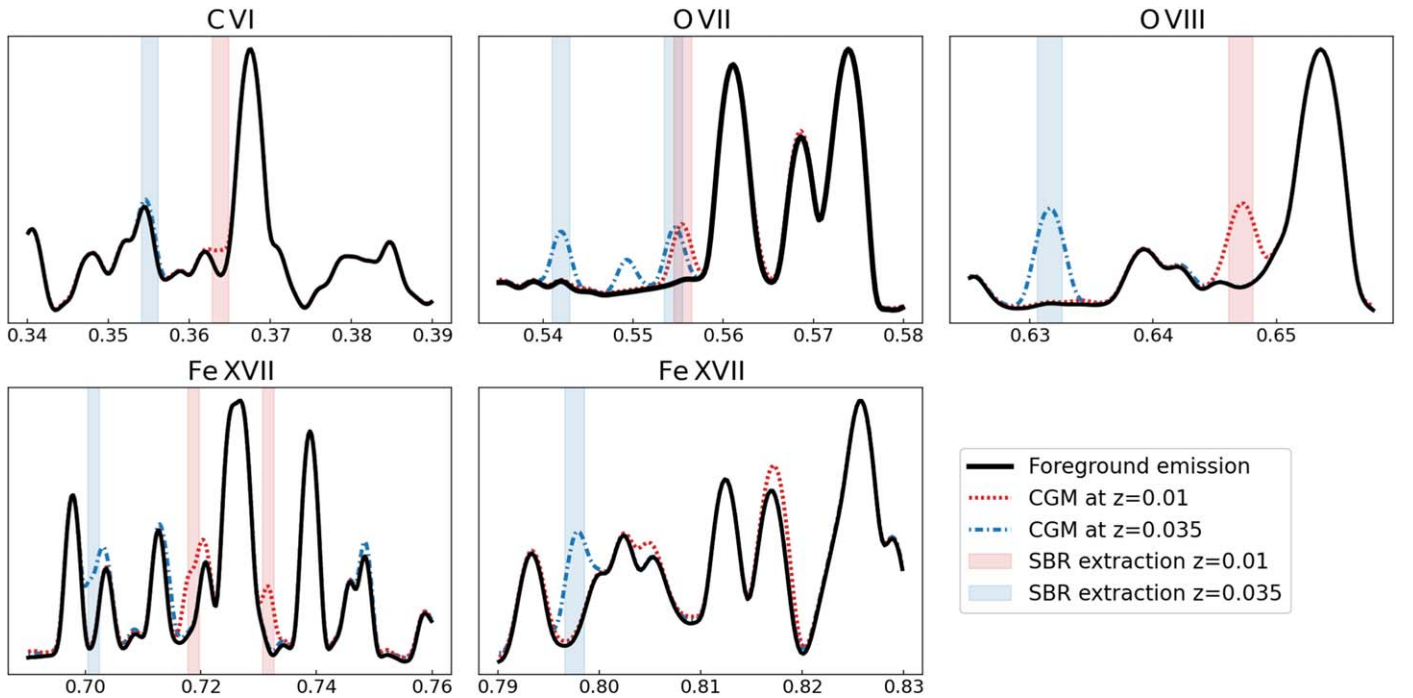 C VI
O VII
O VIII
0.34 0.35 0.36 0.37 0.38 0.39
0.54 0.55 0.56 0.57 0.58
0.63 0.64 0.65
Fe XVII
Fe XVII
0.70 0.72 0.74 0.76
0.79 0.80 0.81 0.82 0.83
Foreground emission
CGM at z=0.01
CGM at z=0.035
SBR extraction z=0.01
SBR extraction z=0.035